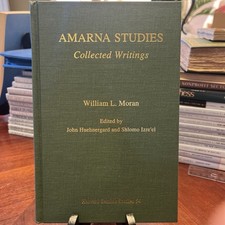 AMARNA STUDIES
Collected Writings
William L. Moran
Edited by
John Huehnergard and Shlomo Izre'el